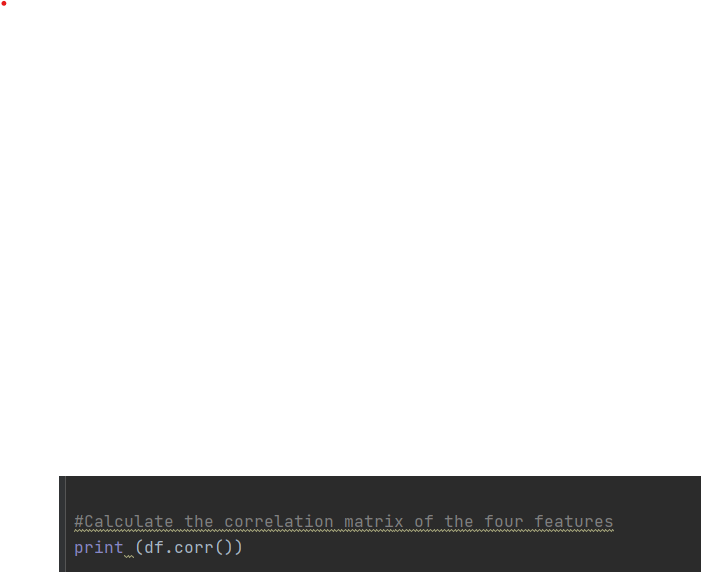 #Calculate the correlation matrix of the four features
print (df.corr())